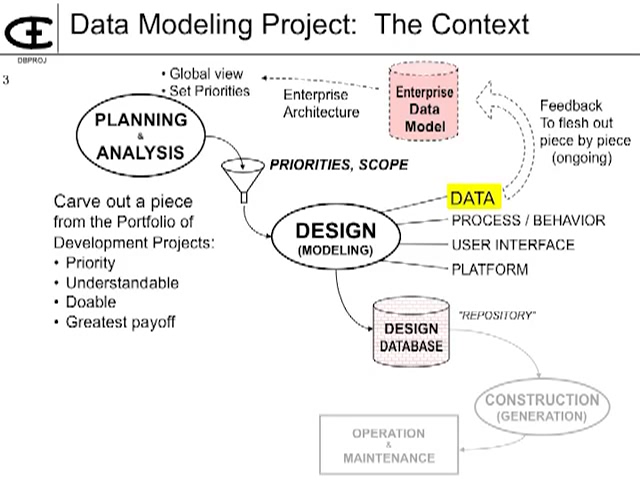 Data Modeling Project: The Context
DBPROJ
3
• Global view
• Set Priorities
Enterprise
Architecture
Enterprise
Data
Model
Feedback
To flesh out
piece by piece
(ongoing)
PLANNING
&
ANALYSIS
PRIORITIES, SCOPE
Carve out a piece
from the Portfolio of
Development Projects:
• Priority
• Understandable
• Doable
• Greatest payoff
DESIGN
(MODELING)
DATA
PROCESS / BEHAVIOR
USER INTERFACE
PLATFORM
DESIGN
DATABASE
"REPOSITORY"
CONSTRUCTION
(GENERATION)
OPERATION
&
MAINTENANCE